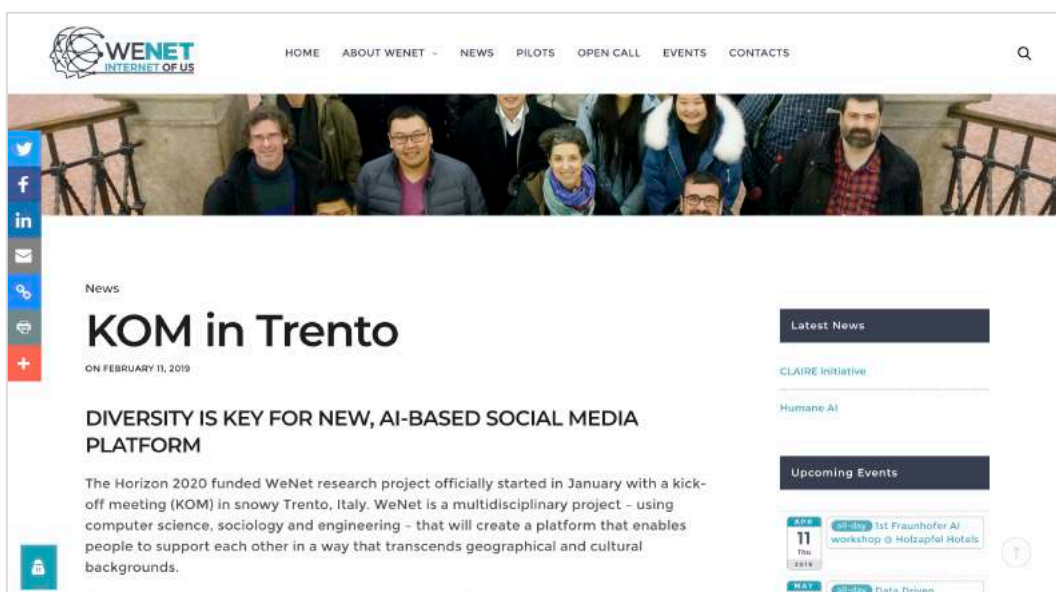 WENET
INTERNET OF US
HOME ABOUT WENET NEWS PILOTS OPEN CALL EVENTS CONTACTS
f
in
+
News
KOM in Trento
ON FEBRUARY 11, 2019
DIVERSITY IS KEY FOR NEW, AI-BASED SOCIAL MEDIA
PLATFORM
The Horizon 2020 funded WeNet research project officially started in January with a kick-
off meeting (KOM) in snowy Trento, Italy. WeNet is a multidisciplinary project – using
computer science, sociology and engineering – that will create a platform that enables
people to support each other in a way that transcends geographical and cultural
backgrounds.
Latest News
CLAIRE initiative
Humane AI
Upcoming Events
APR
11
Thu
2019
all-day 1st Fraunhofer AI
workshop @ Holzapfel Hotels
MAY
all-day Data Driven